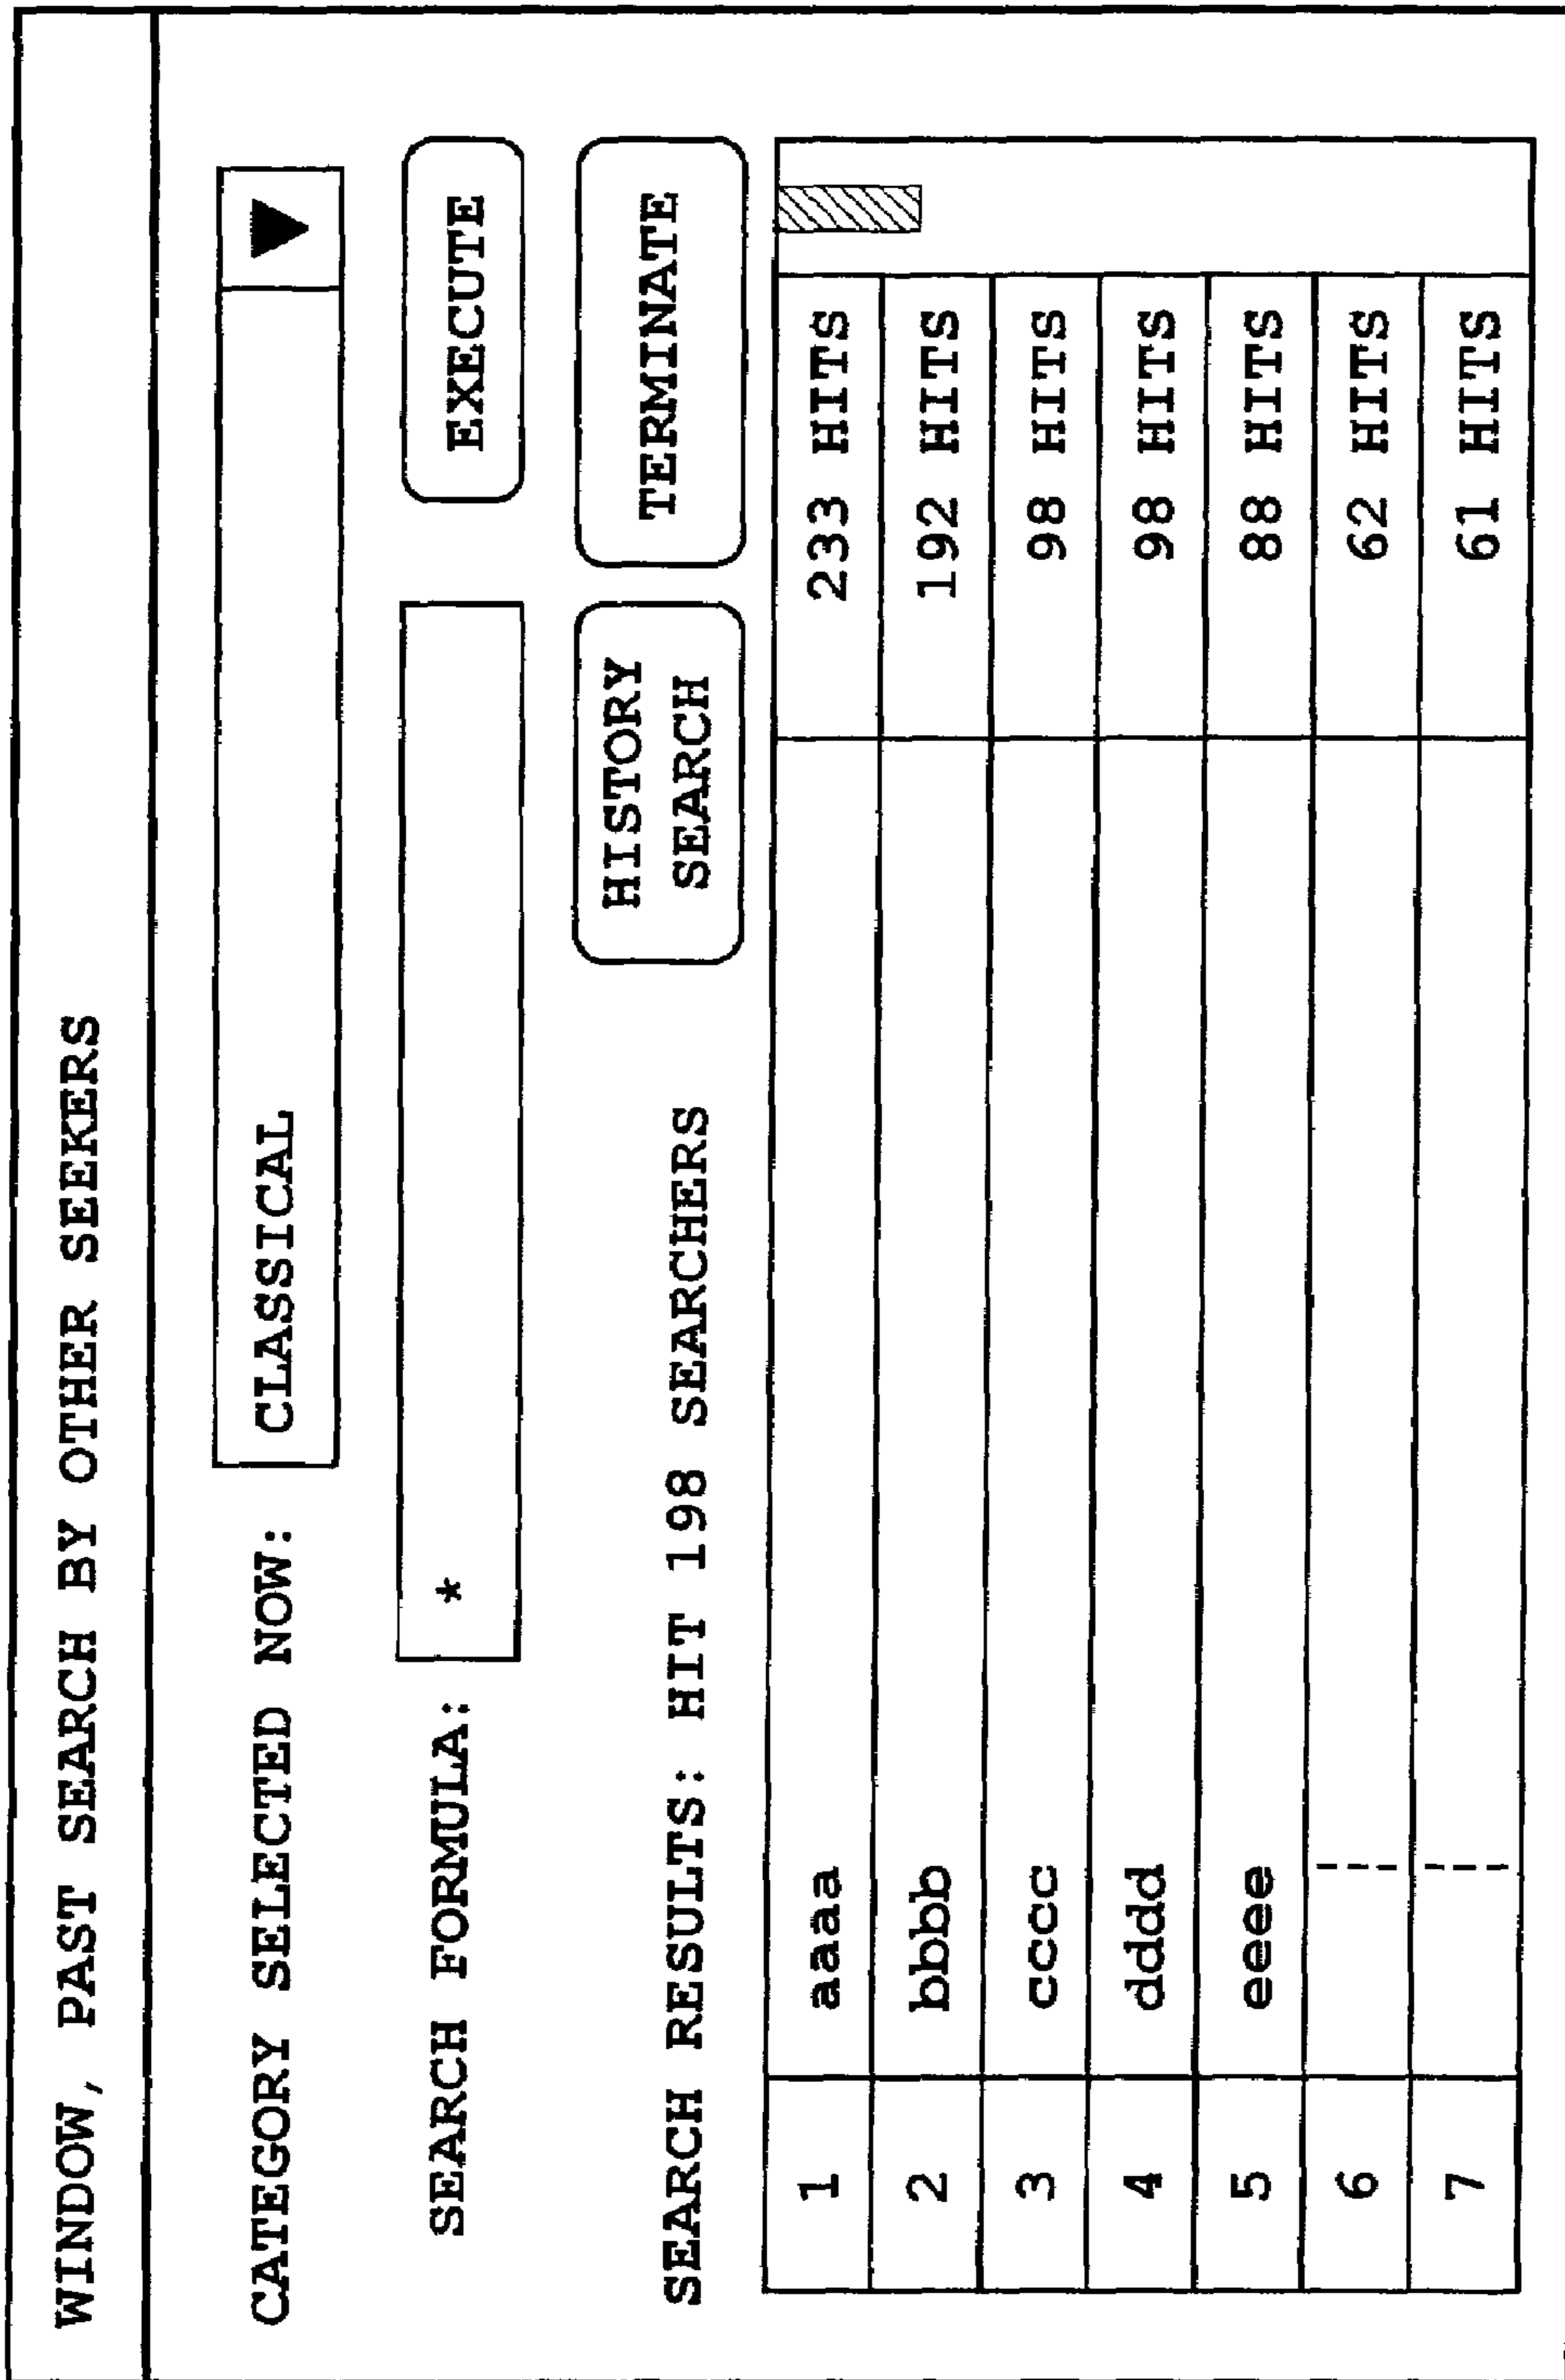 WINDOW, PAST SEARCH BY OTHER SEEKERS
CATEGORY SELECTED NOW: CLASSICAL
SEARCH FORMULA: * EXECUTE
HISTORY SEARCH TERMINATE
SEARCH RESULTS: HIT 198 SEARCHERS
1 aaaa 233 HITS
2 bbbb 192 HITS
3 cccc 98 HITS
4 dddd 98 HITS
5 eeee 88 HITS
6 62 HITS
7 61 HITS